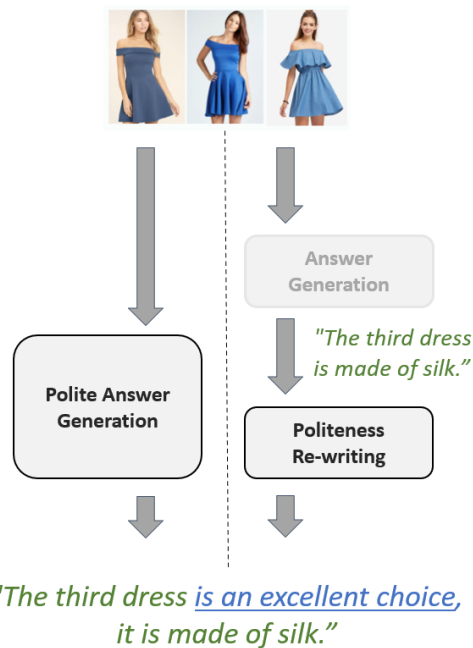 Answer
Generation
"The third dress
is made of silk.”
Polite Answer
Generation
Politeness
Re-writing
"The third dress is an excellent choice,
it is made of silk.”